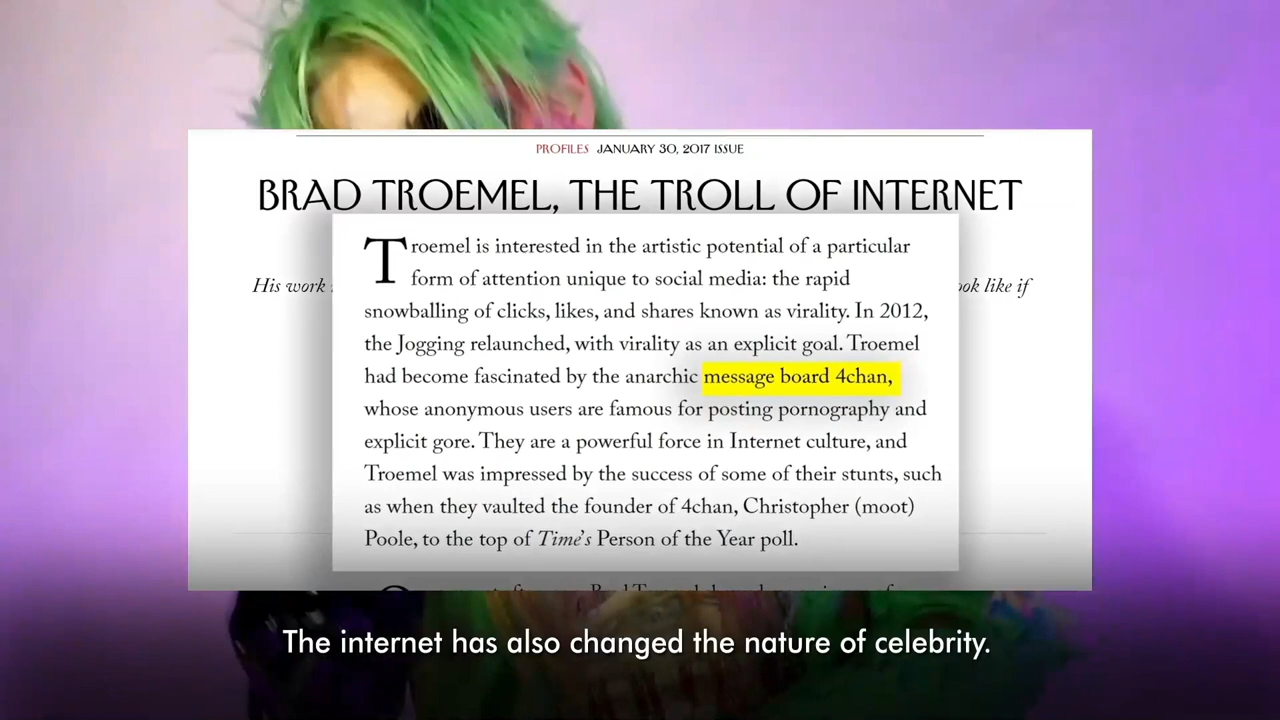 PROFILES JANUARY 30, 2017 ISSUE
BRAD TROEMEL, THE TROLL OF INTERNET
Troemel is interested in the artistic potential of a particular
form of attention unique to social media: the rapid
His work
ook like if
snowballing of clicks, likes, and shares known as virality. In 2012,
the Jogging relaunched, with virality as an explicit goal. Troemel
had become fascinated by the anarchic message board 4chan,
whose anonymous users are famous for posting pornography and
explicit gore. They are a powerful force in Internet culture, and
Troemel was impressed by the success of some of their stunts, such
as when they vaulted the founder of 4chan, Christopher (moot)
Poole, to the top of Time's Person of the Year poll.
The internet has also changed the nature of celebrity.